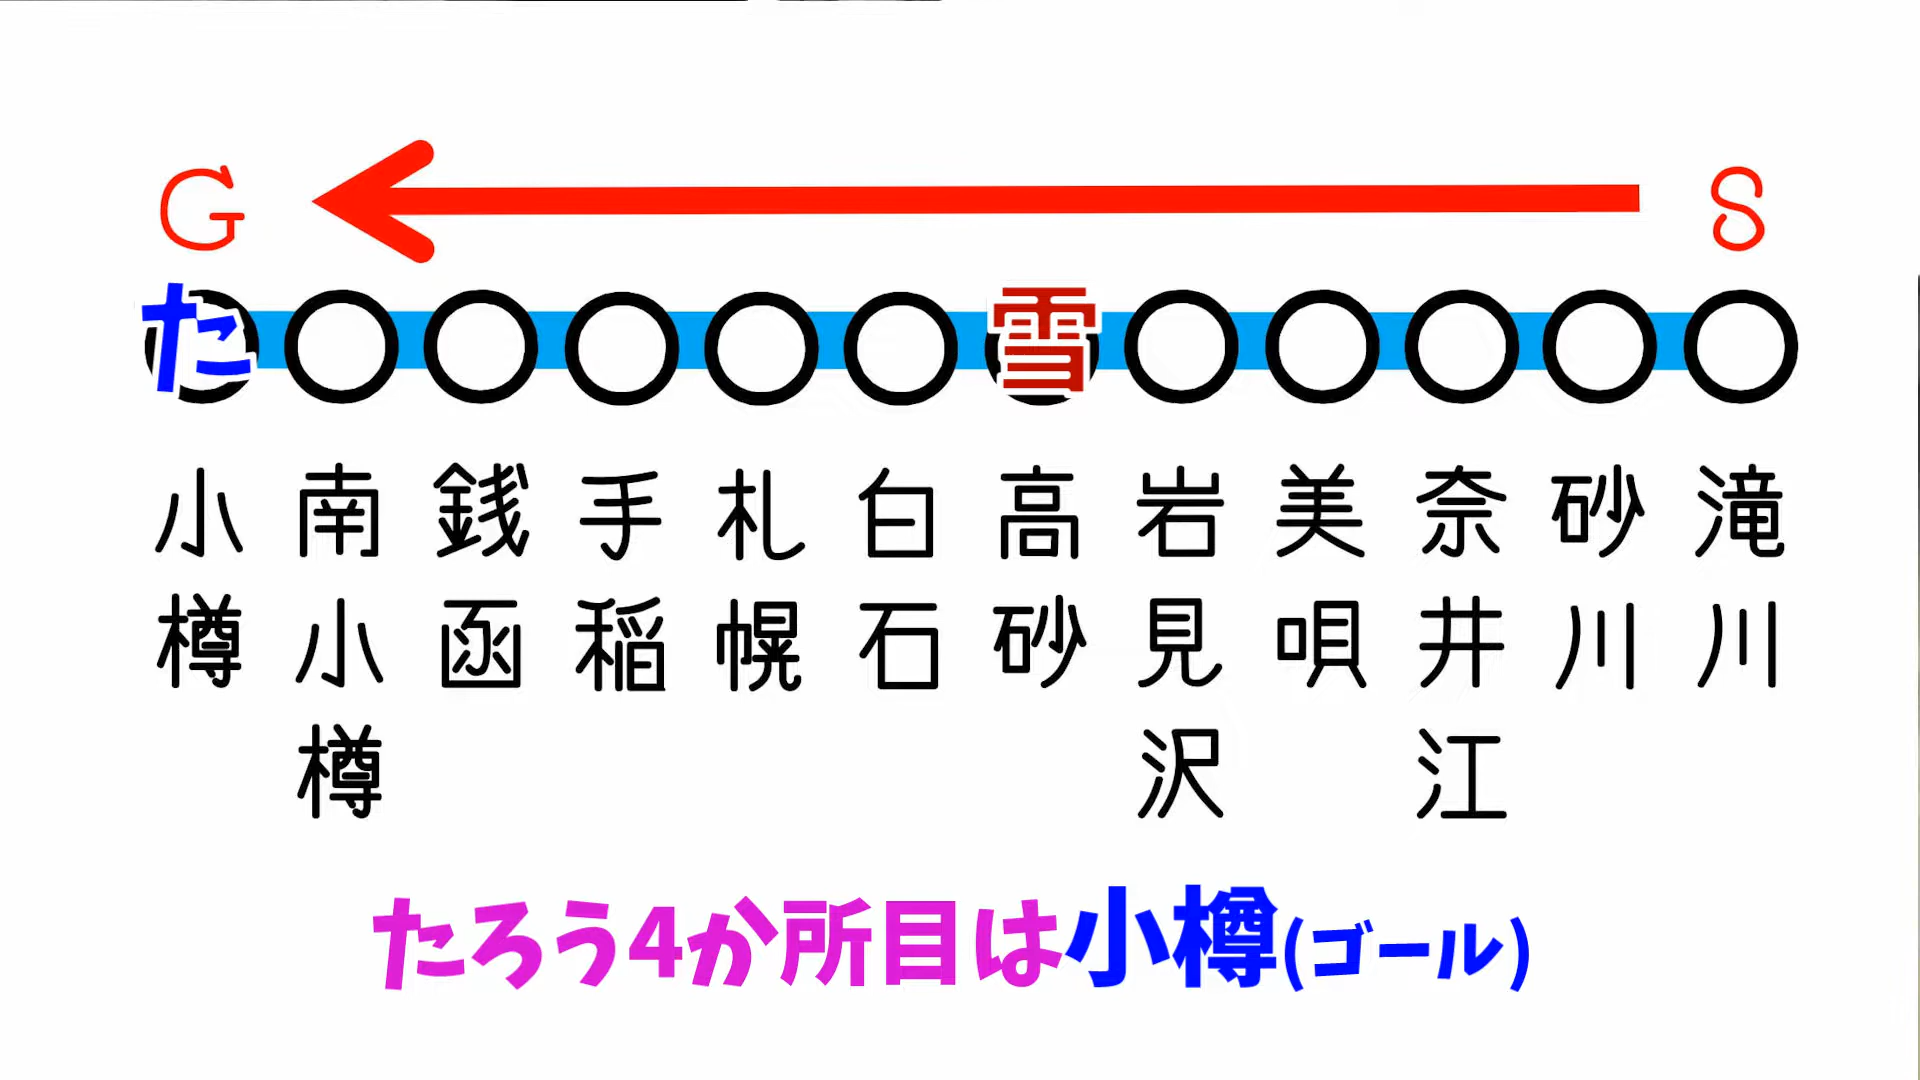 G S
た 雪
小樽
南小樽
銭函
手稲
札幌
白石
高砂
岩見沢
美唄
奈井江
砂川
滝川
たろう4か所目は小樽(ゴール)